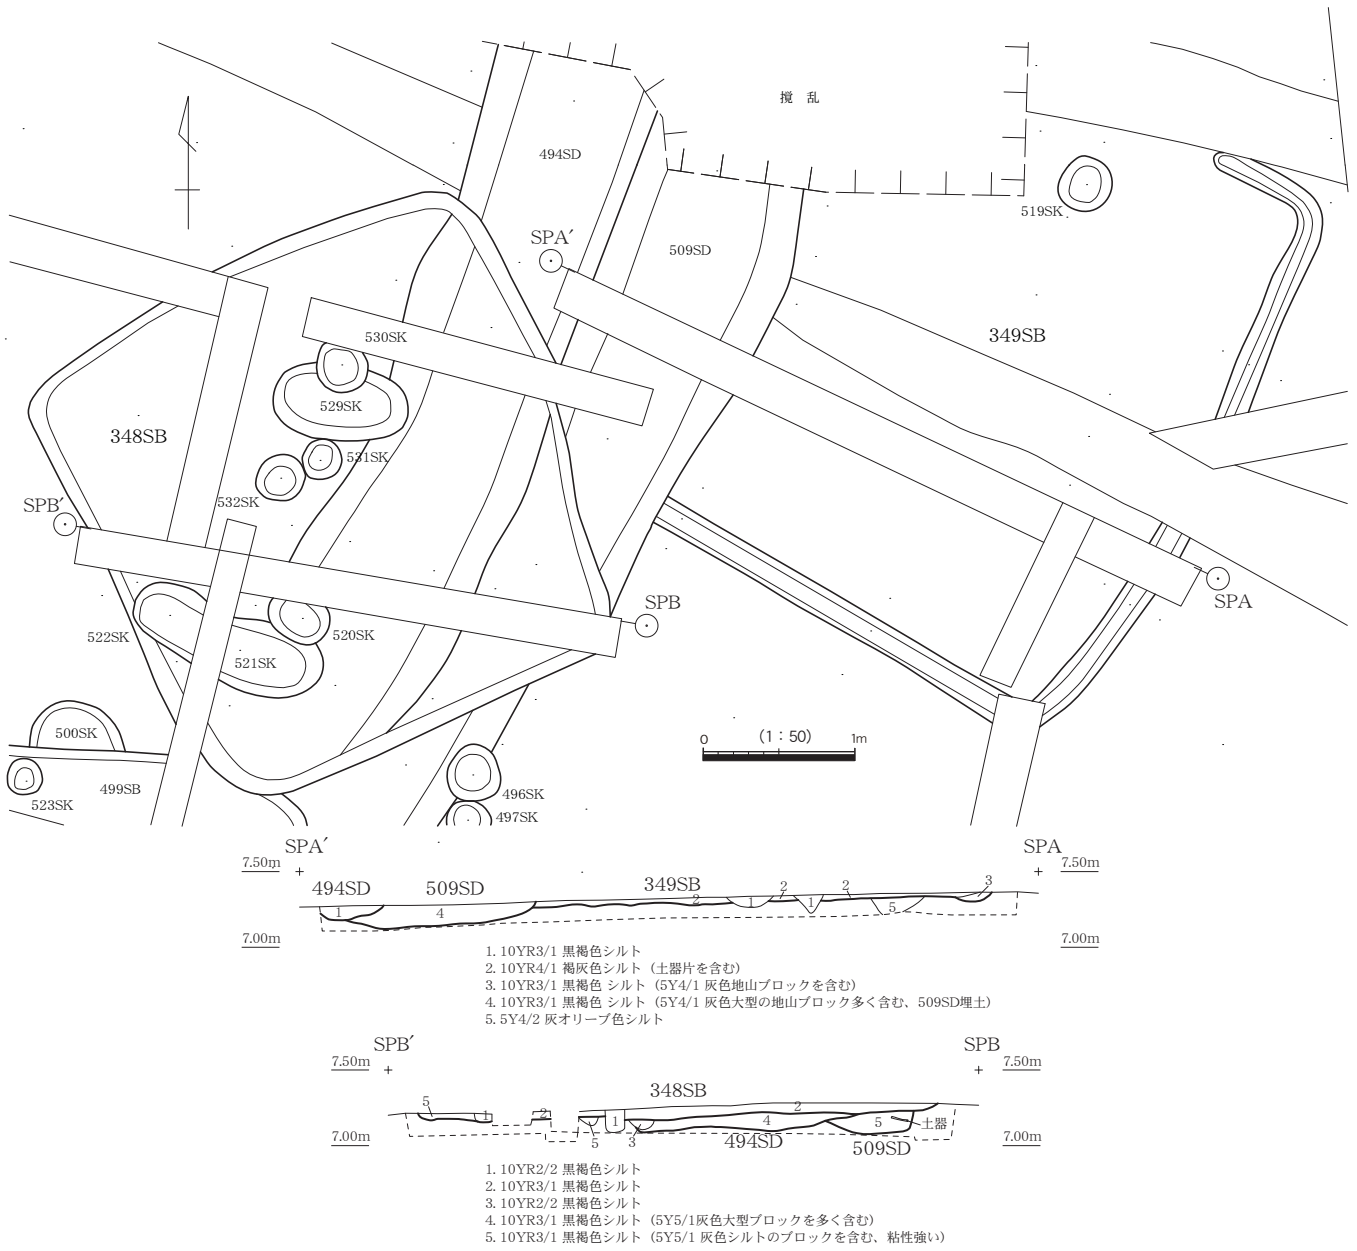 撹 乱
494SD
519SK
SPA′
509SD
349SB
530SK
529SK
348SB
531SK
532SK
SPB′
SPA
SPB
522SK
520SK
521SK
500SK
0 (1:50) 1m
499SB
523SK
496SK
497SK
SPA′ SPA
7.50m 7.50m
494SD 509SD 349SB
2 2 3
1 4 2 1 1 5
7.00m 7.00m
1. 10YR3/1 黒褐色シルト
2. 10YR4/1 褐灰色シルト（土器片を含む）
3. 10YR3/1 黒褐色 シルト（5Y4/1 灰色地山ブロックを含む）
4. 10YR3/1 黒褐色 シルト（5Y4/1 灰色大型の地山ブロック多く含む、509SD埋土）
5. 5Y4/2 灰オリーブ色シルト
SPB′ SPB
7.50m 7.50m
348SB
5 1 2 2
1 4 5 土器
7.00m 5 3 494SD 509SD 7.00m
1. 10YR2/2 黒褐色シルト
2. 10YR3/1 黒褐色シルト
3. 10YR2/2 黒褐色シルト
4. 10YR3/1 黒褐色シルト（5Y5/1灰色大型ブロックを多く含む）
5. 10YR3/1 黒褐色シルト（5Y5/1 灰色シルトのブロックを含む、粘性強い）